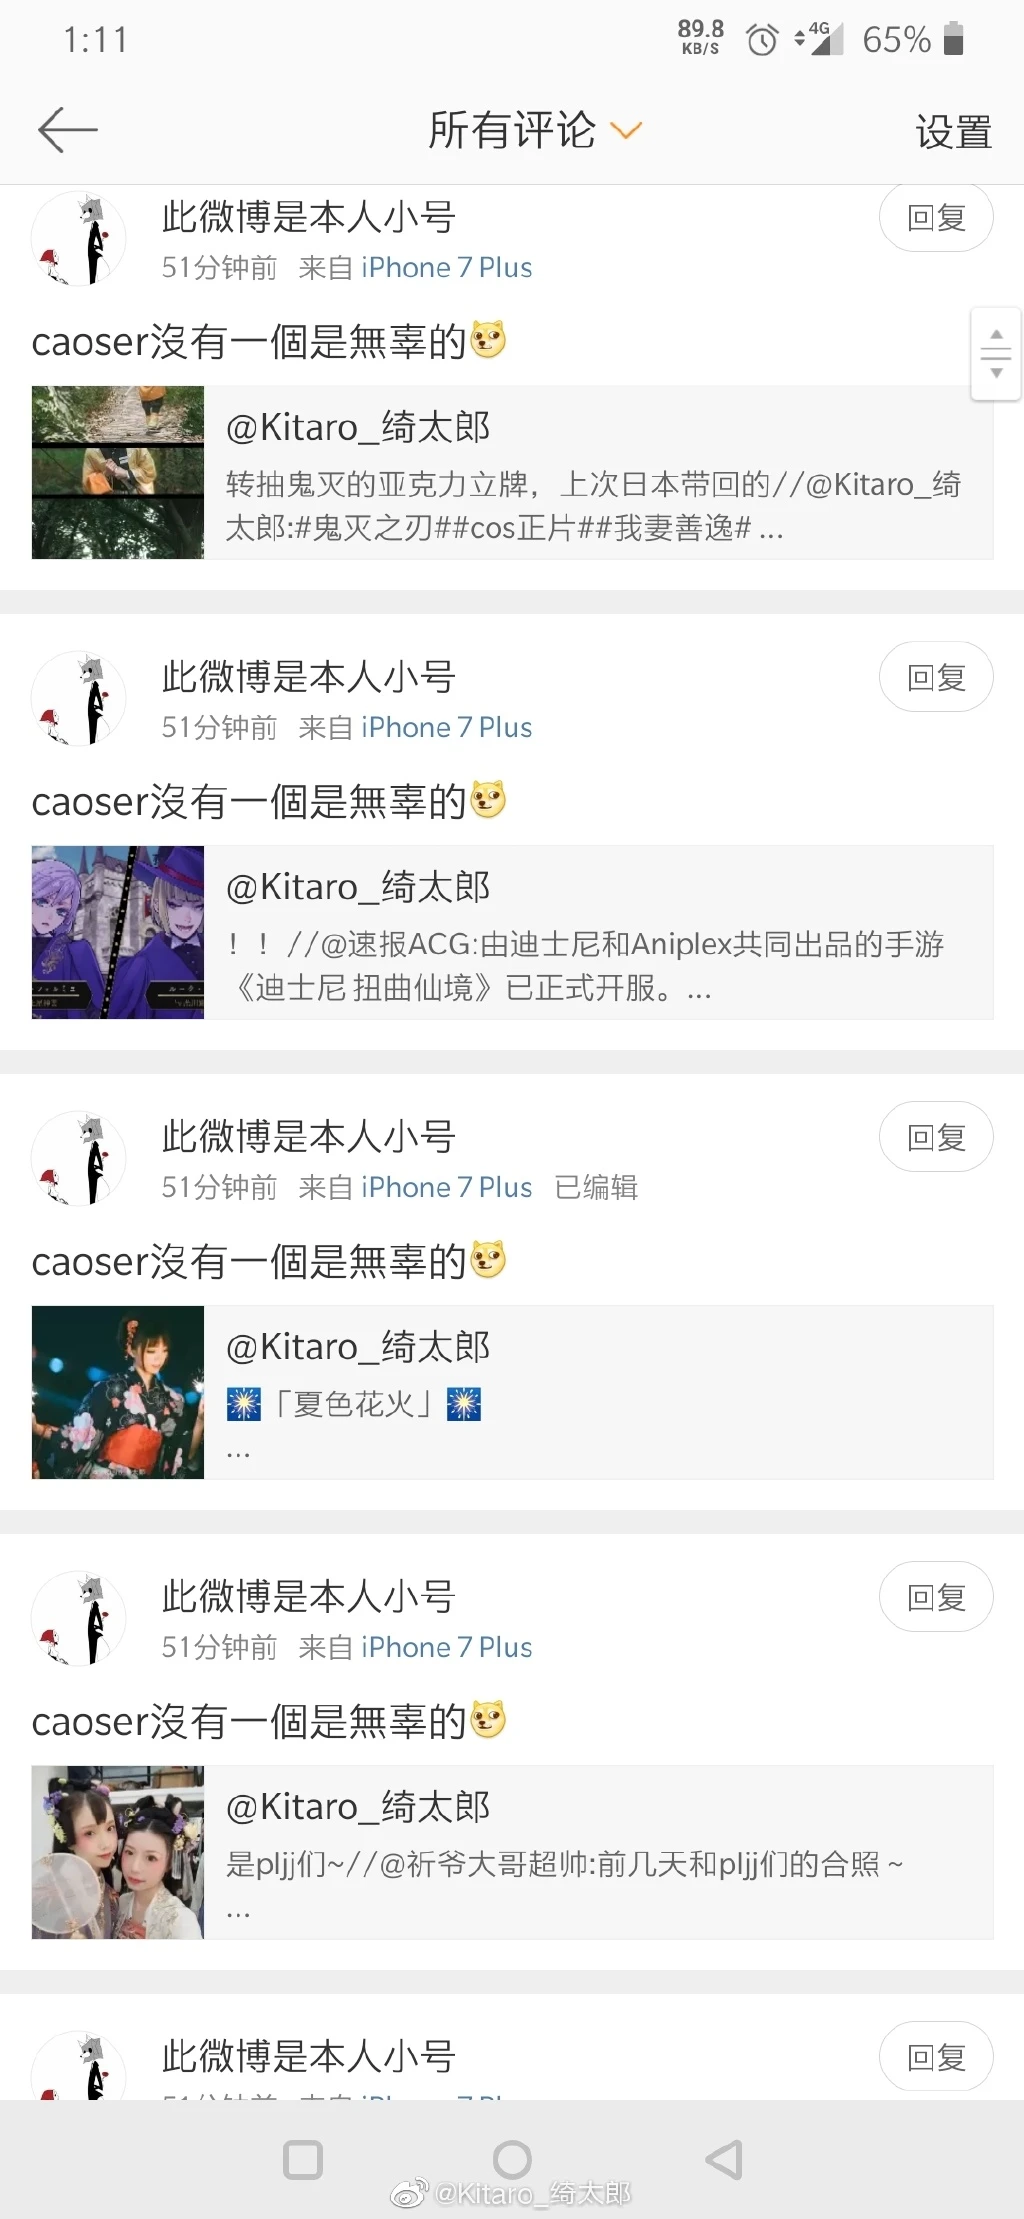 1:11 89.8 KB/S 4G 65%
所有评论 设置
此微博是本人小号 回复
51分钟前 来自 iPhone 7 Plus
caoser沒有一個是無辜的
@Kitaro_绮太郎
转抽鬼灭的亚克力立牌，上次日本带回的//@Kitaro_绮
太郎:#鬼灭之刃##cos正片##我妻善逸# ...
此微博是本人小号 回复
51分钟前 来自 iPhone 7 Plus
caoser沒有一個是無辜的
@Kitaro_绮太郎
！！//@速报ACG:由迪士尼和Aniplex共同出品的手游
《迪士尼 扭曲仙境》已正式开服。...
此微博是本人小号 回复
51分钟前 来自 iPhone 7 Plus 已编辑
caoser沒有一個是無辜的
@Kitaro_绮太郎
🎇「夏色花火」🎇
...
此微博是本人小号 回复
51分钟前 来自 iPhone 7 Plus
caoser沒有一個是無辜的
@Kitaro_绮太郎
是pljj们~//@祈爷大哥超帅:前几天和pljj们的合照～
...
此微博是本人小号 回复
51分钟前 来自 iPhone 7 Pl
@Kitaro_绮太郎